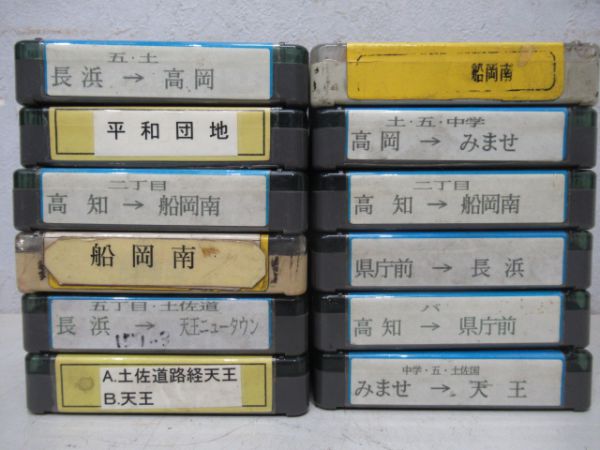 五・土
長浜 → 高岡
平和団地
二丁目
高知 → 船岡南
船岡南
五丁目・土佐道
長浜 → 天王ニュータウン
A.土佐道路経天王
B.天王
船岡南
土・五・中学
高岡 → みませ
二丁目
高知 → 船岡南
県庁前 → 長浜
バ
高知 → 県庁前
中学・五・土佐国
みませ → 天王